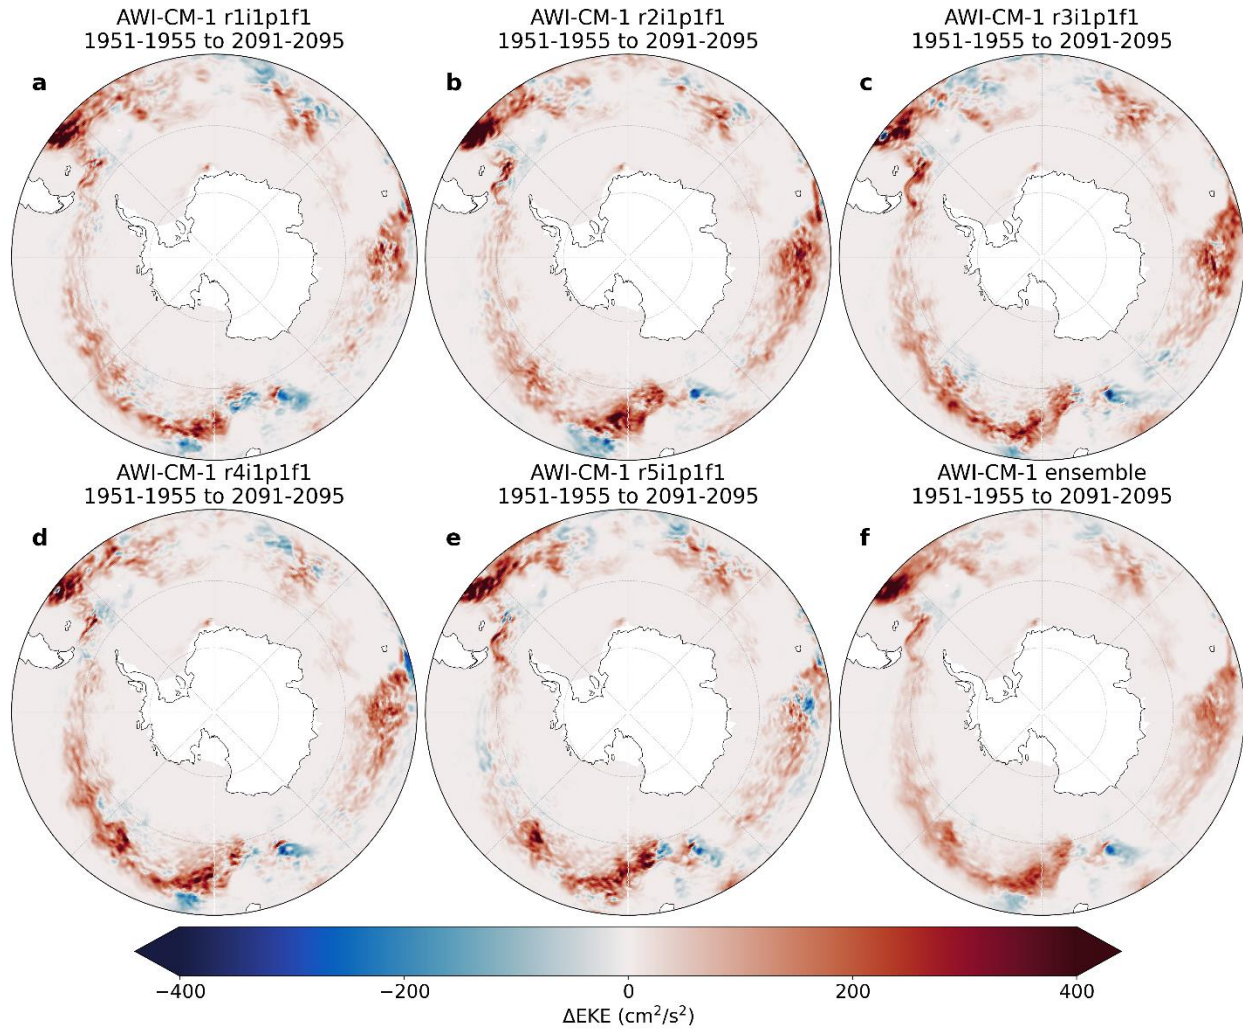 AWI-CM-1 r1i1p1f1
1951-1955 to 2091-2095
a
AWI-CM-1 r2i1p1f1
1951-1955 to 2091-2095
b
AWI-CM-1 r3i1p1f1
1951-1955 to 2091-2095
c
AWI-CM-1 r4i1p1f1
1951-1955 to 2091-2095
d
AWI-CM-1 r5i1p1f1
1951-1955 to 2091-2095
e
AWI-CM-1 ensemble
1951-1955 to 2091-2095
f
−400 −200 0 200 400
ΔEKE (cm²/s²)